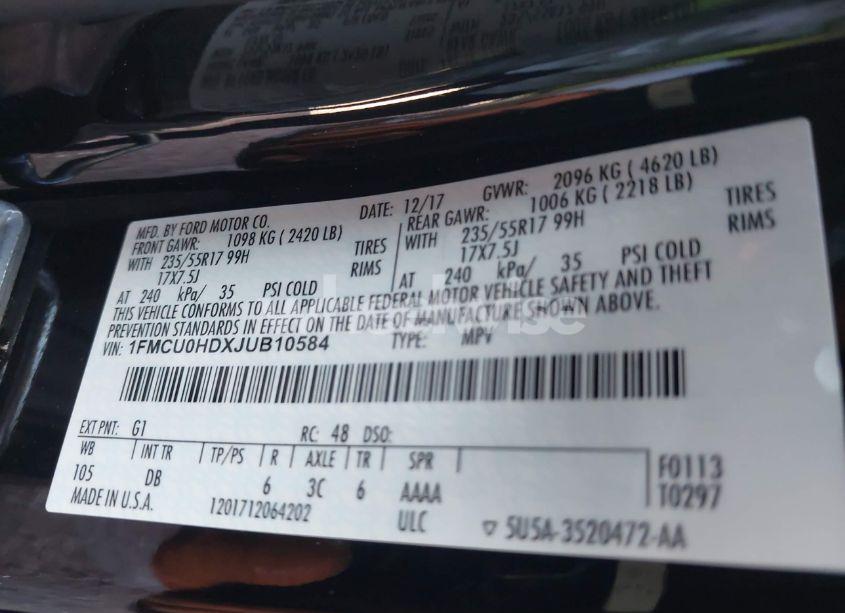 MFD. BY FORD MOTOR CO. DATE: 12/17 GVWR: 2096 KG ( 4620 LB)
FRONT GAWR: 1098 KG ( 2420 LB) REAR GAWR: 1006 KG ( 2218 LB)
WITH 235/55R17 99H TIRES WITH 235/55R17 99H TIRES
17X7.5J RIMS 17X7.5J RIMS
AT 240 kPa/ 35 PSI COLD AT 240 kPa/ 35 PSI COLD
THIS VEHICLE CONFORMS TO ALL APPLICABLE FEDERAL MOTOR VEHICLE SAFETY AND THEFT
PREVENTION STANDARDS IN EFFECT ON THE DATE OF MANUFACTURE SHOWN ABOVE.
VIN: 1FMCU0HDXJUB10584 TYPE: MPV
EXT PNT: G1 RC: 48 DSO:
WB INT TR TP/PS R AXLE TR SPR F0113
105 DB 6 3C 6 AAAA T0297
MADE IN U.S.A. 1201712064202 ULC 5U5A-3520472-AA